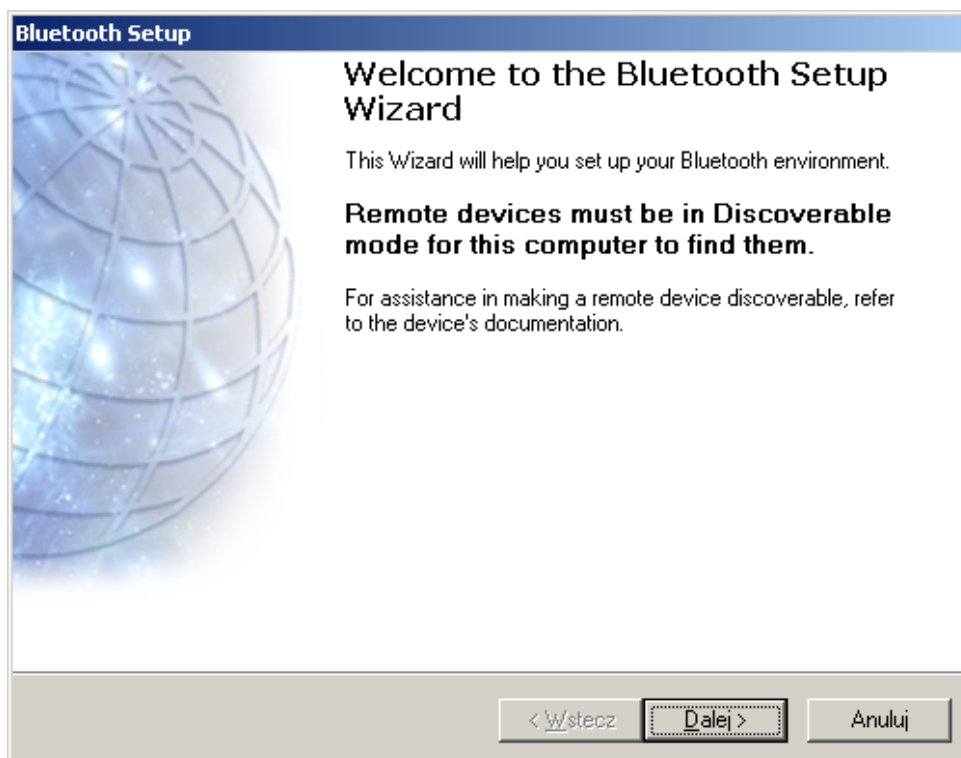 Bluetooth Setup
Welcome to the Bluetooth Setup
Wizard
This Wizard will help you set up your Bluetooth environment.
Remote devices must be in Discoverable
mode for this computer to find them.
For assistance in making a remote device discoverable, refer
to the device's documentation.
< Wstecz Dalej > Anuluj